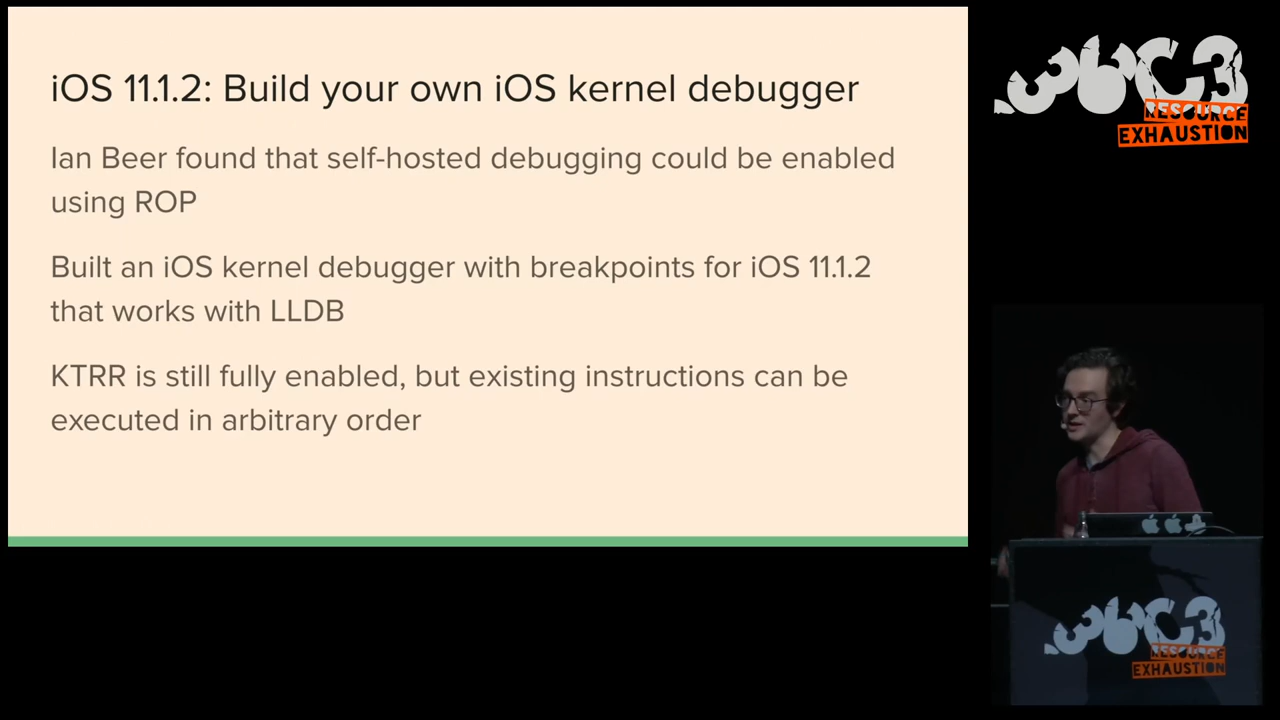 iOS 11.1.2: Build your own iOS kernel debugger
Ian Beer found that self-hosted debugging could be enabled
using ROP
Built an iOS kernel debugger with breakpoints for iOS 11.1.2
that works with LLDB
KTRR is still fully enabled, but existing instructions can be
executed in arbitrary order
36C3
RESOURCE
EXHAUSTION
36C3
RESOURCE
EXHAUSTION